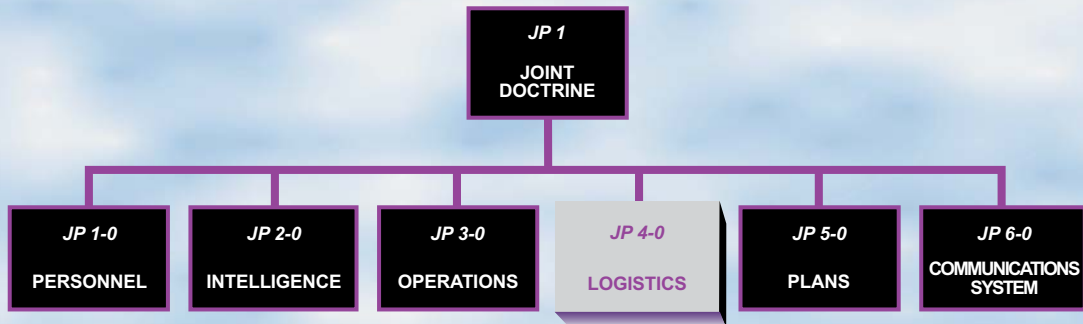 JP 1
JOINT
DOCTRINE
JP 1-0
PERSONNEL
JP 2-0
INTELLIGENCE
JP 3-0
OPERATIONS
JP 4-0
LOGISTICS
JP 5-0
PLANS
JP 6-0
COMMUNICATIONS
SYSTEM